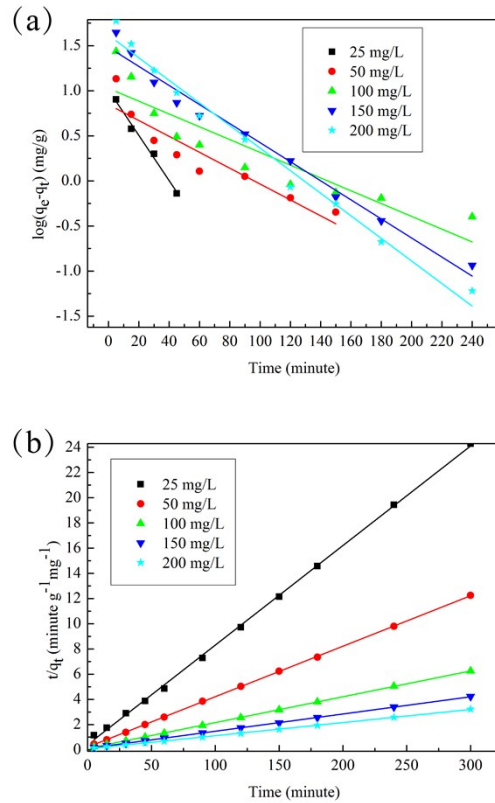 (a)
log(qe-qt) (mg/g)
1.5
1.0
0.5
0.0
-0.5
-1.0
-1.5
25 mg/L
50 mg/L
100 mg/L
150 mg/L
200 mg/L
0 20 40 60 80 100 120 140 160 180 200 220 240
Time (minute)
(b)
t/qt (minute g-1mg-1)
24
22
20
18
16
14
12
10
8
6
4
2
0
25 mg/L
50 mg/L
100 mg/L
150 mg/L
200 mg/L
0 50 100 150 200 250 300
Time (minute)